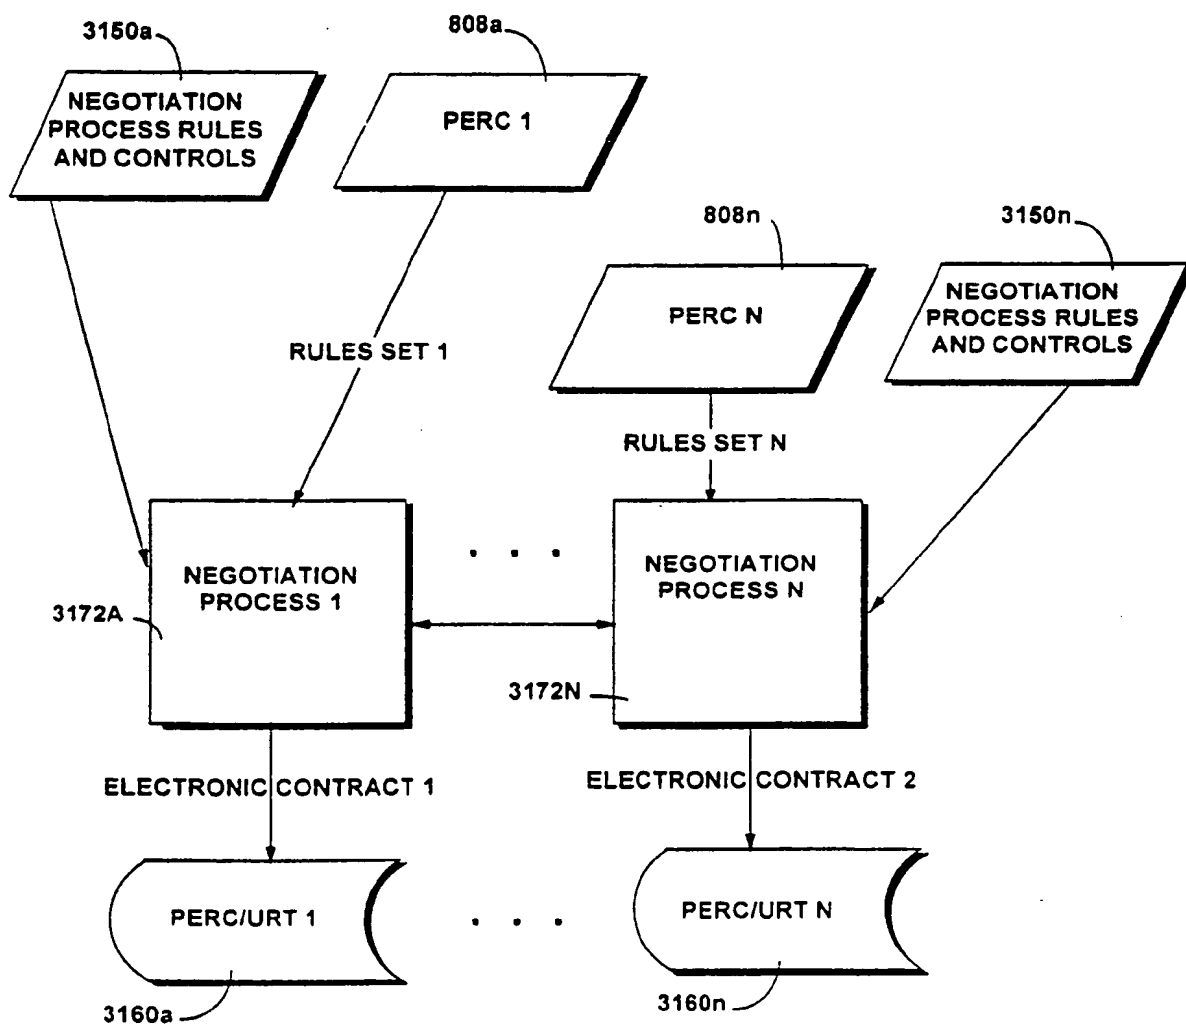 3150a
808a
NEGOTIATION
PROCESS RULES
AND CONTROLS
PERC 1
808n
3150n
PERC N
NEGOTIATION
PROCESS RULES
AND CONTROLS
RULES SET 1
RULES SET N
NEGOTIATION
PROCESS 1
NEGOTIATION
PROCESS N
3172A
3172N
ELECTRONIC CONTRACT 1
ELECTRONIC CONTRACT 2
PERC/URT 1
PERC/URT N
3160a
3160n